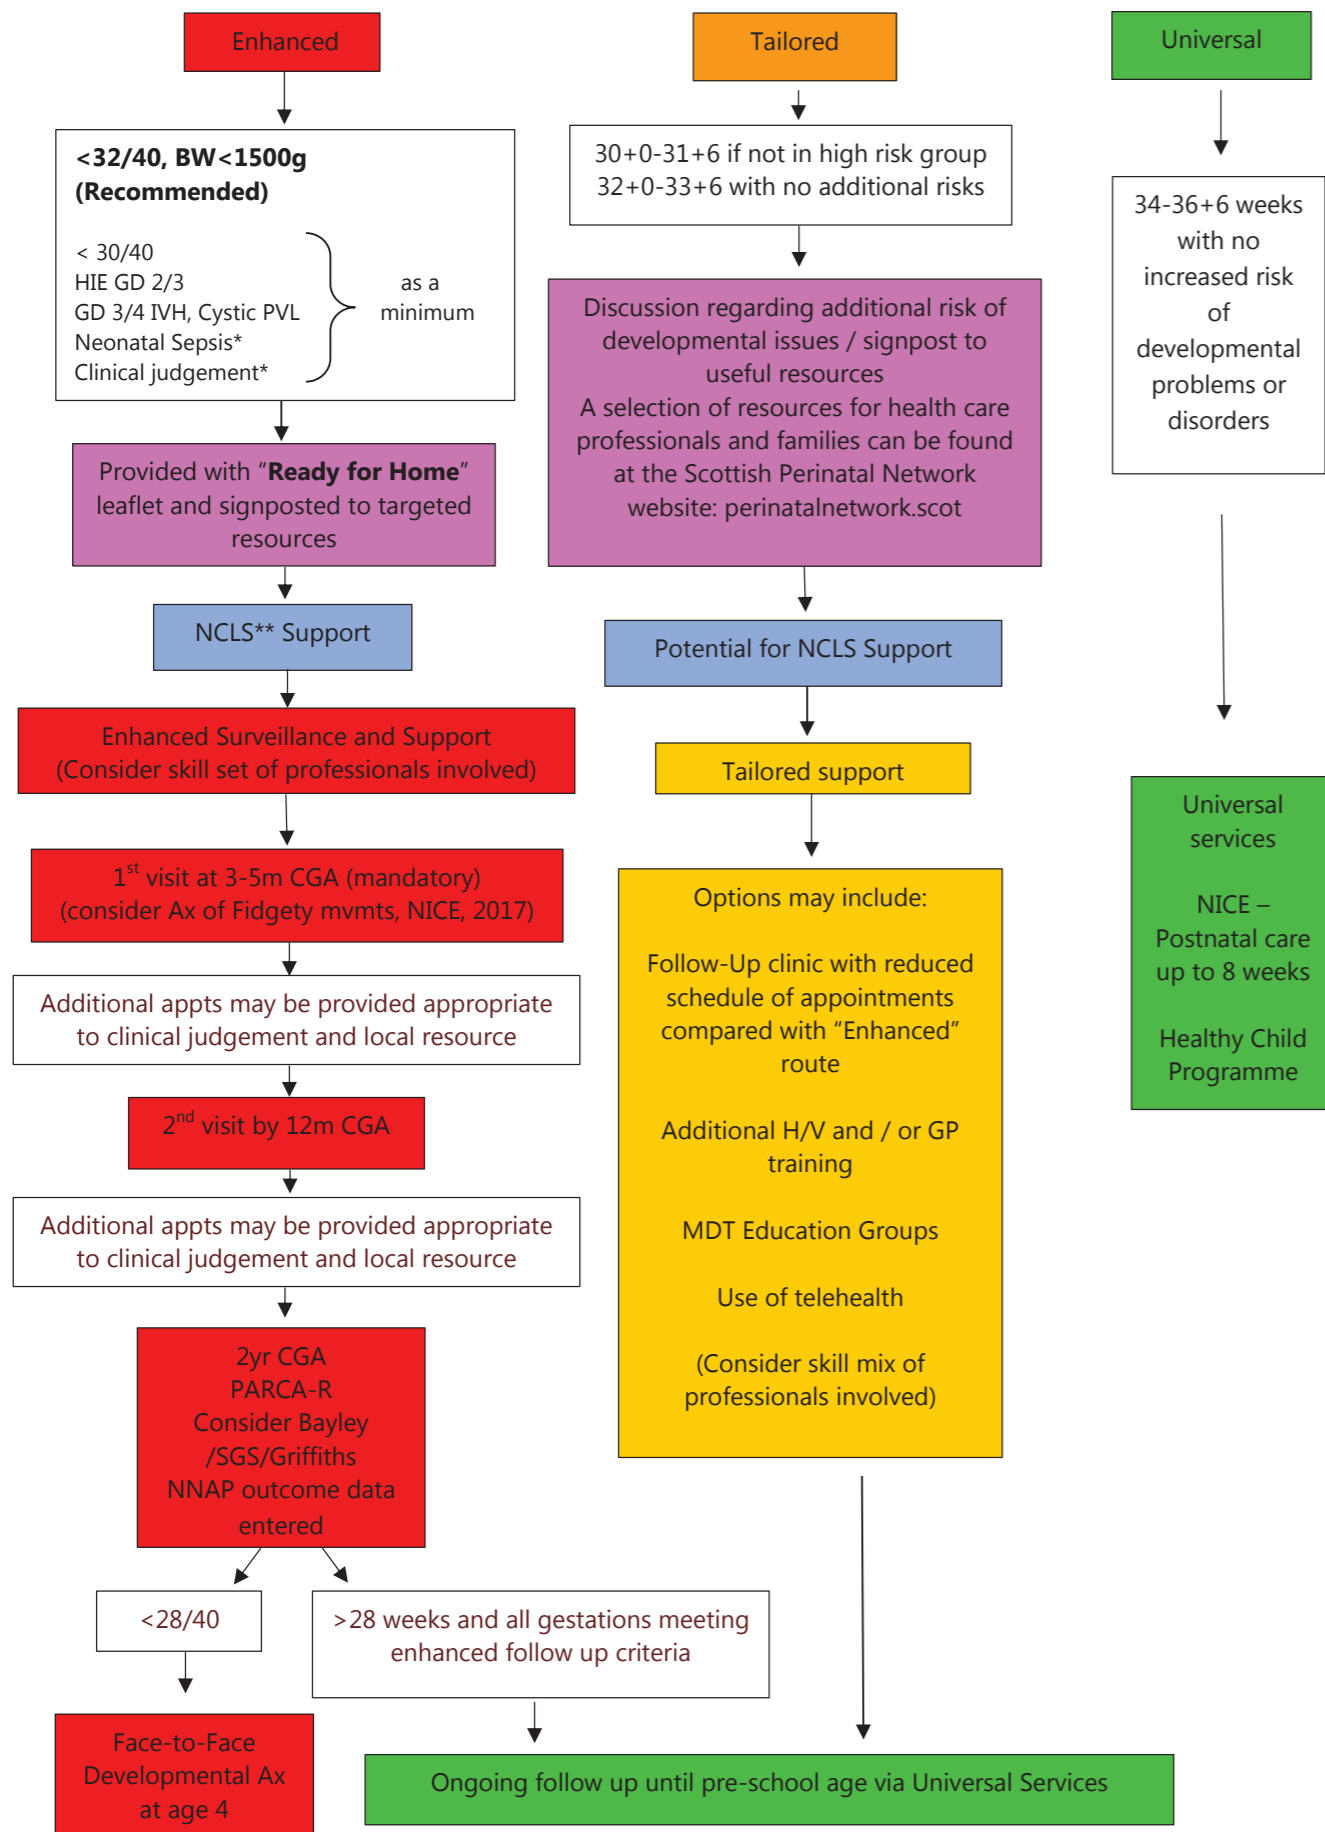 Enhanced
<32/40, BW<1500g
(Recommended)
< 30/40
HIE GD 2/3
GD 3/4 IVH, Cystic PVL
Neonatal Sepsis*
Clinical judgement*
as a
minimum
Provided with “Ready for Home”
leaflet and signposted to targeted
resources
NCLS** Support
Enhanced Surveillance and Support
(Consider skill set of professionals involved)
1st visit at 3-5m CGA (mandatory)
(consider Ax of Fidgety mvmts, NICE, 2017)
Additional appts may be provided appropriate
to clinical judgement and local resource
2nd visit by 12m CGA
Additional appts may be provided appropriate
to clinical judgement and local resource
2yr CGA
PARCA-R
Consider Bayley
/SGS/Griffiths
NNAP outcome data
entered
<28/40
>28 weeks and all gestations meeting
enhanced follow up criteria
Face-to-Face
Developmental Ax
at age 4
Tailored
30+0-31+6 if not in high risk group
32+0-33+6 with no additional risks
Discussion regarding additional risk of
developmental issues / signpost to
useful resources
A selection of resources for health care
professionals and families can be found
at the Scottish Perinatal Network
website: perinatalnetwork.scot
Potential for NCLS Support
Tailored support
Options may include:
Follow-Up clinic with reduced
schedule of appointments
compared with “Enhanced”
route
Additional H/V and / or GP
training
MDT Education Groups
Use of telehealth
(Consider skill mix of
professionals involved)
Ongoing follow up until pre-school age via Universal Services
Universal
34-36+6 weeks
with no
increased risk
of
developmental
problems or
disorders
Universal
services
NICE –
Postnatal care
up to 8 weeks
Healthy Child
Programme